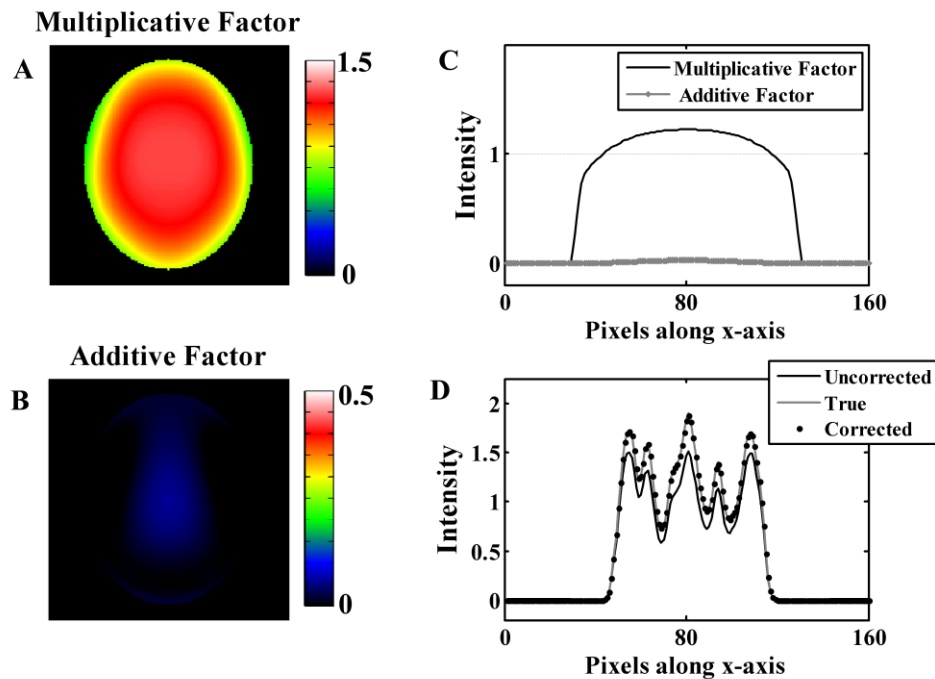 Multiplicative Factor
A
1.5
0
Additive Factor
B
0.5
0
C
Multiplicative Factor
Additive Factor
Intensity
1
0
0
80
160
Pixels along x-axis
D
Uncorrected
True
Corrected
Intensity
2
1.5
1
0.5
0
0
80
160
Pixels along x-axis